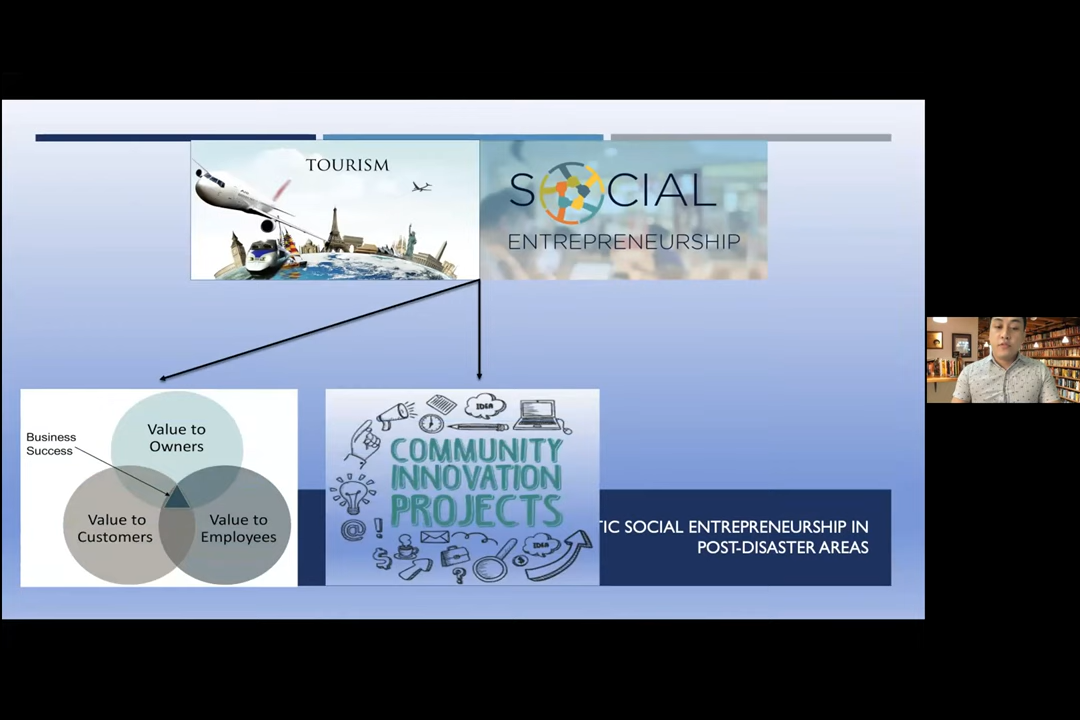 TOURISM
SOCIAL
ENTREPRENEURSHIP
Business
Success
Value to
Owners
Value to
Customers
Value to
Employees
IDEA
COMMUNITY
INNOVATION
PROJECTS
@
!
$
?
IDEA
$
TIC SOCIAL ENTREPRENEURSHIP IN
POST-DISASTER AREAS